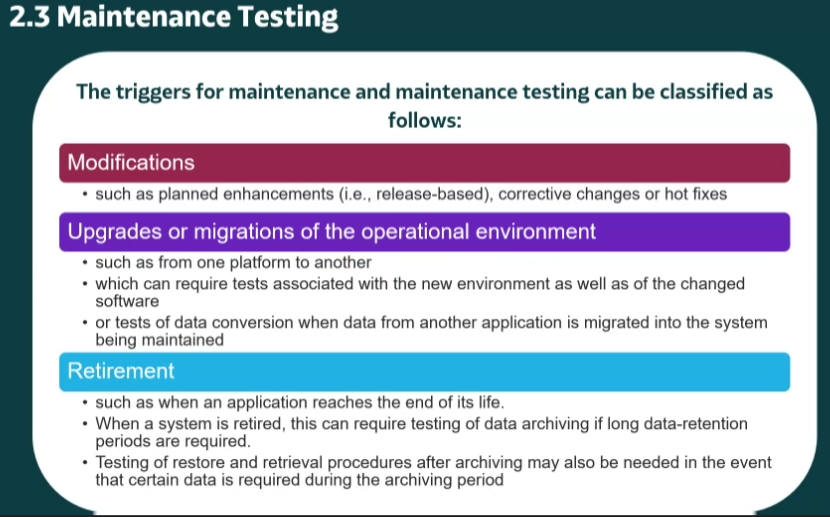 2.3 Maintenance Testing
The triggers for maintenance and maintenance testing can be classified as
follows:
Modifications
• such as planned enhancements (i.e., release-based), corrective changes or hot fixes
Upgrades or migrations of the operational environment
• such as from one platform to another
• which can require tests associated with the new environment as well as of the changed
software
• or tests of data conversion when data from another application is migrated into the system
being maintained
Retirement
• such as when an application reaches the end of its life.
• When a system is retired, this can require testing of data archiving if long data-retention
periods are required.
• Testing of restore and retrieval procedures after archiving may also be needed in the event
that certain data is required during the archiving period